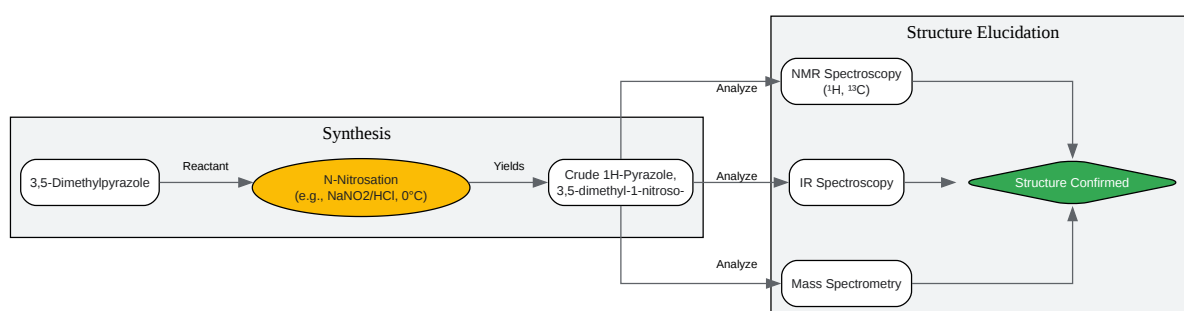 Structure Elucidation
NMR Spectroscopy
(¹H, ¹³C)
Analyze
Synthesis
3,5-Dimethylpyrazole
Reactant
N-Nitrosation
(e.g., NaNO2/HCl, 0°C)
Yields
Crude 1H-Pyrazole,
3,5-dimethyl-1-nitroso-
Analyze
IR Spectroscopy
Structure Confirmed
Analyze
Mass Spectrometry